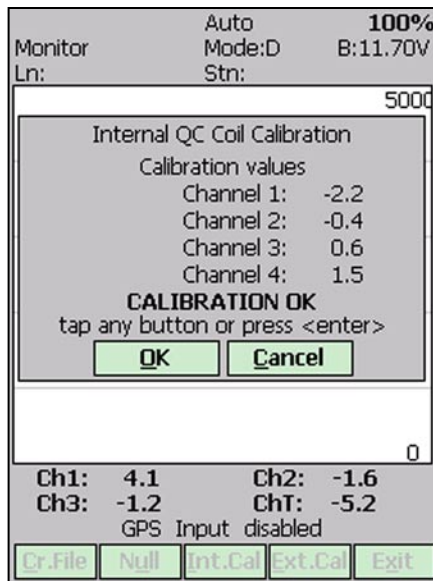 Auto 100%
Monitor Mode:D B:11.70V
Ln: Stn:
5000
Internal QC Coil Calibration
Calibration values
Channel 1: -2.2
Channel 2: -0.4
Channel 3: 0.6
Channel 4: 1.5
CALIBRATION OK
tap any button or press <enter>
OK Cancel
0
Ch1: 4.1 Ch2: -1.6
Ch3: -1.2 ChT: -5.2
GPS Input disabled
Cr.File Null Int.Cal Ext.Cal Exit